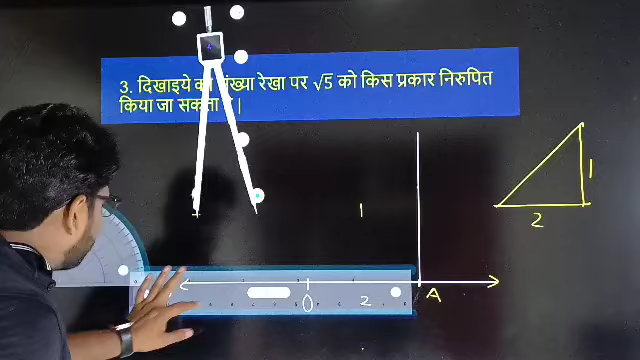 3. दिखाइये संख्या रेखा पर √5 को किस प्रकार निरुपित
किया जा सकता है।
1
1
2
0
2
A